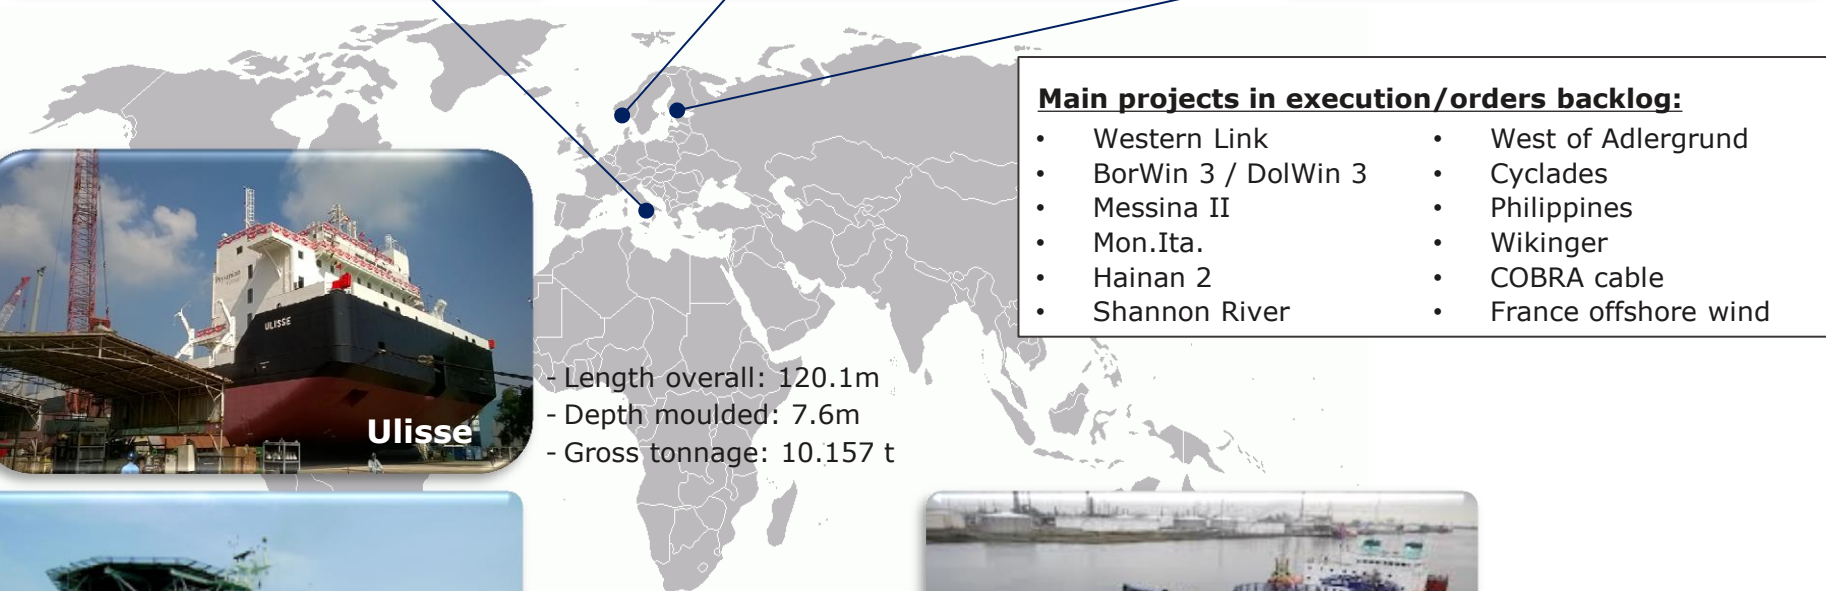 Main projects in execution/orders backlog:
• Western Link
• BorWin 3 / DolWin 3
• Messina II
• Mon.Ita.
• Hainan 2
• Shannon River
• West of Adlergrund
• Cyclades
• Philippines
• Wikinger
• COBRA cable
• France offshore wind
ULISSE
Ulisse
- Length overall: 120.1m
- Depth moulded: 7.6m
- Gross tonnage: 10.157 t